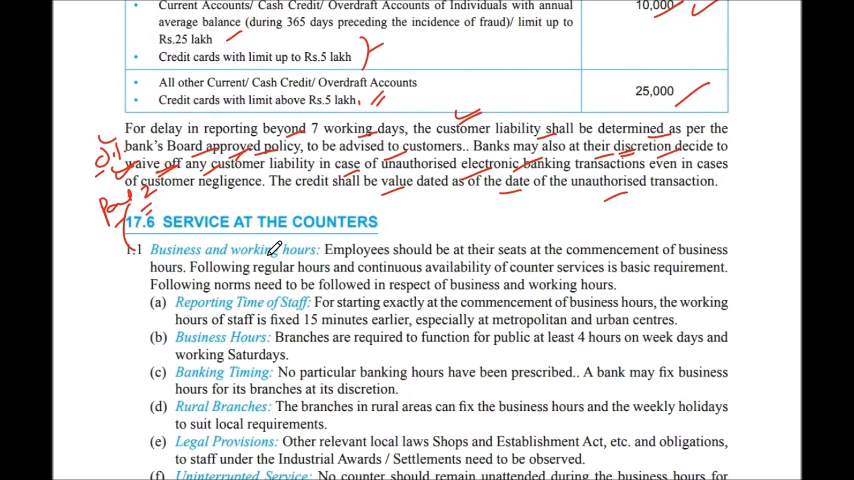 • Current Accounts/ Cash Credit/ Overdraft Accounts of Individuals with annual 10,000
average balance (during 365 days preceding the incidence of fraud)/ limit up to
Rs.25 lakh
• Credit cards with limit up to Rs.5 lakh
• All other Current/ Cash Credit/ Overdraft Accounts
• Credit cards with limit above Rs.5 lakh. 25,000
For delay in reporting beyond 7 working days, the customer liability shall be determined as per the
bank's Board approved policy, to be advised to customers.. Banks may also at their discretion decide to
waive off any customer liability in case of unauthorised electronic banking transactions even in cases
of customer negligence. The credit shall be value dated as of the date of the unauthorised transaction.
17.6 SERVICE AT THE COUNTERS
1.1 Business and working hours: Employees should be at their seats at the commencement of business
hours. Following regular hours and continuous availability of counter services is basic requirement.
Following norms need to be followed in respect of business and working hours.
(a) Reporting Time of Staff: For starting exactly at the commencement of business hours, the working
hours of staff is fixed 15 minutes earlier, especially at metropolitan and urban centres.
(b) Business Hours: Branches are required to function for public at least 4 hours on week days and
working Saturdays.
(c) Banking Timing: No particular banking hours have been prescribed.. A bank may fix business
hours for its branches at its discretion.
(d) Rural Branches: The branches in rural areas can fix the business hours and the weekly holidays
to suit local requirements.
(e) Legal Provisions: Other relevant local laws Shops and Establishment Act, etc. and obligations,
to staff under the Industrial Awards / Settlements need to be observed.
(f) Uninterrupted Service: No counter should remain unattended during the business hours for